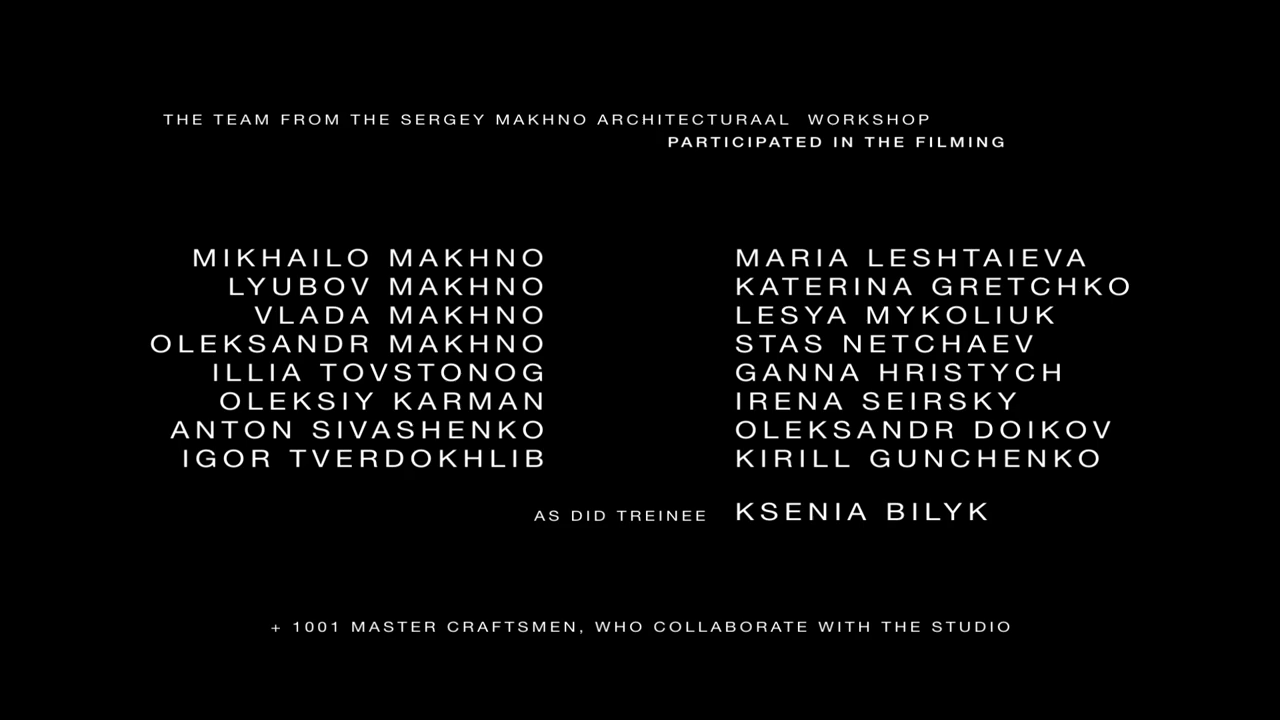 THE TEAM FROM THE SERGEY MAKHNO ARCHITECTURAAL WORKSHOP
PARTICIPATED IN THE FILMING
MIKHAILO MAKHNO
LYUBOV MAKHNO
VLADA MAKHNO
OLEKSANDR MAKHNO
ILLIA TOVSTONOG
OLEKSIY KARMAN
ANTON SIVASHENKO
IGOR TVERDOKHLIB
MARIA LESHTAIEVA
KATERINA GRETCHKO
LESYA MYKOLIUK
STAS NETCHAEV
GANNA HRISTYCH
IRENA SEIRSKY
OLEKSANDR DOIKOV
KIRILL GUNCHENKO
AS DID TREINEE KSENIA BILYK
+ 1001 MASTER CRAFTSMEN, WHO COLLABORATE WITH THE STUDIO